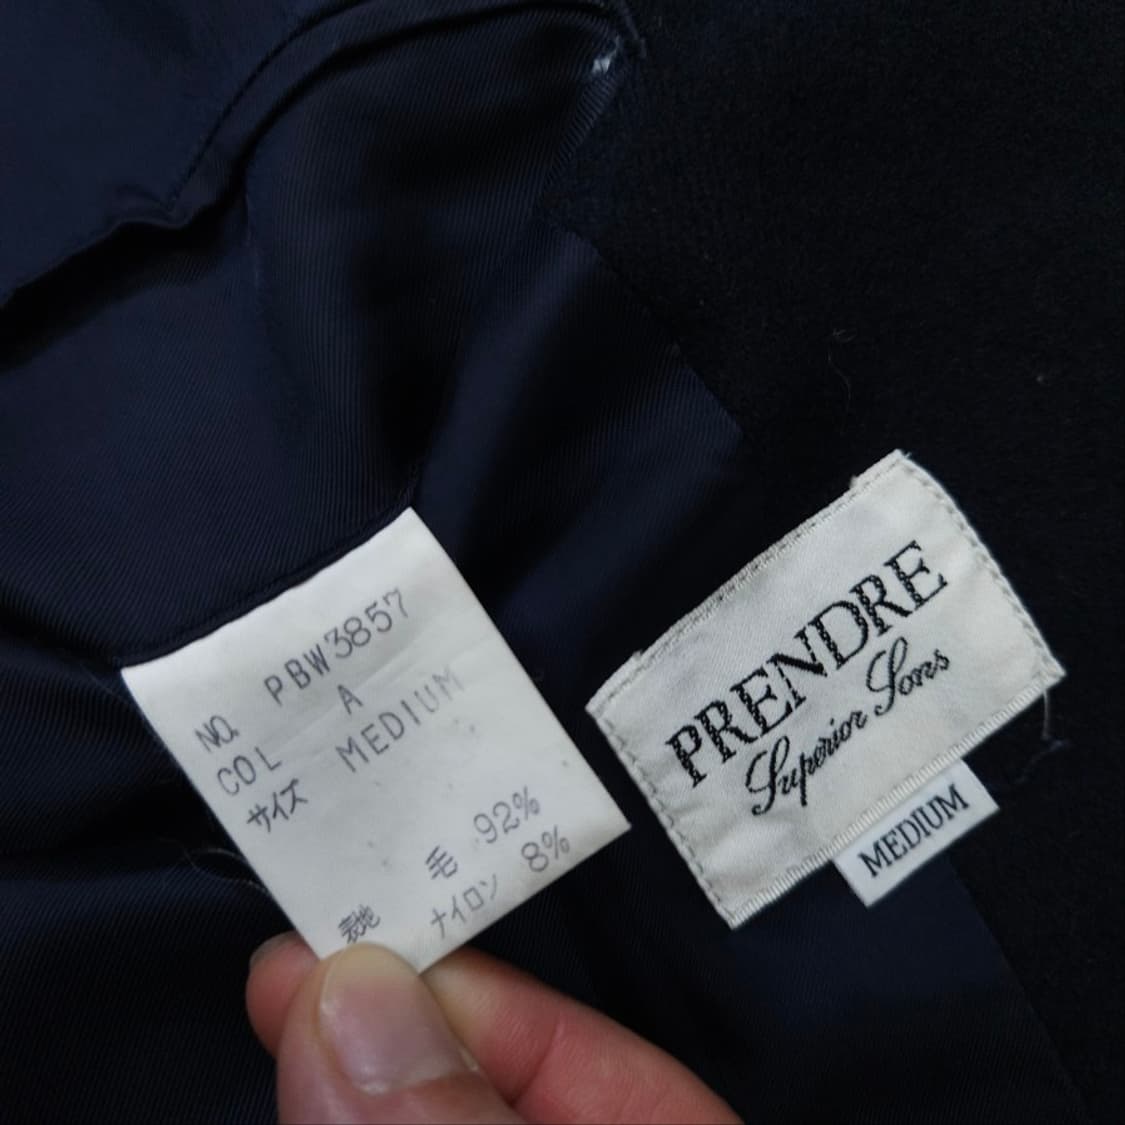 NO. PBW3857
COL A
サイズ MEDIUM
毛 92%
表地 ナイロン 8%
PRENDRE
Superior Sons
MEDIUM